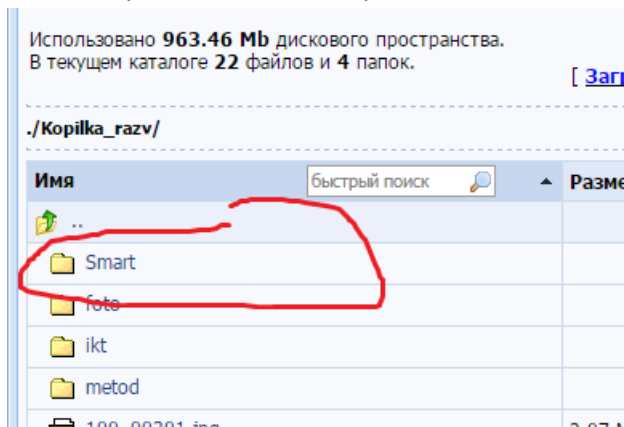 Использовано 963.46 Mb дискового пространства.
В текущем каталоге 22 файлов и 4 папок.
[ Загр
./Kopilka_razv/
Имя быстрый поиск Разме
..
Smart
foto
ikt
metod